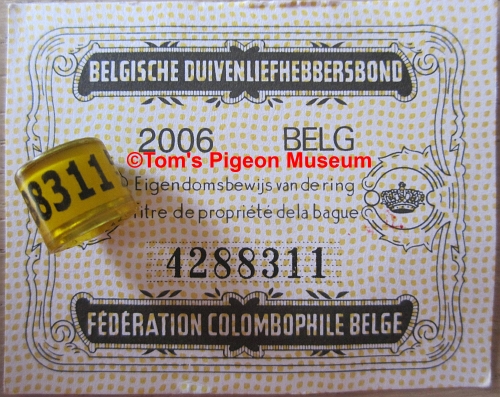 BELGISCHE DUIVENLIEFHEBBERSBOND
2006 BELG
©Tom's Pigeon Museum
Eigendomsbewijs van de ring
itre de propriété de la bague
8311
4288311
FÉDÉRATION COLOMBOPHILE BELGE